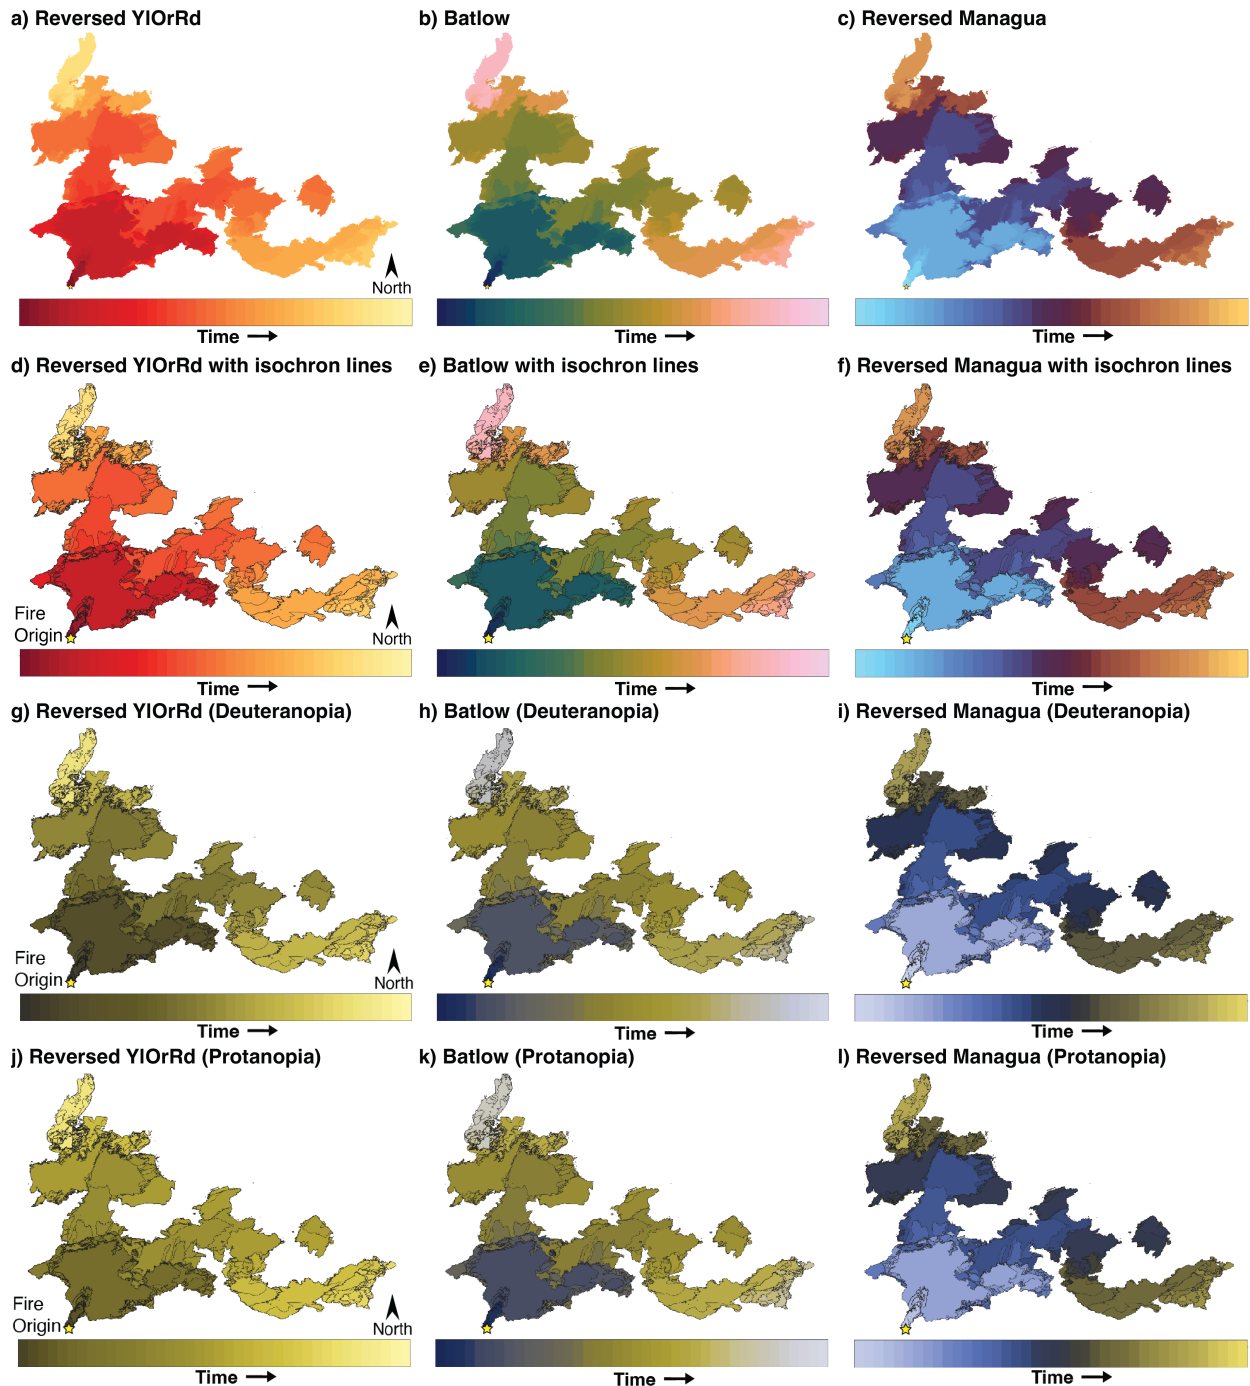 a) Reversed YlOrRd
b) Batlow
c) Reversed Managua
North
Time
Time
Time
d) Reversed YlOrRd with isochron lines
e) Batlow with isochron lines
f) Reversed Managua with isochron lines
Fire
Origin
North
Time
Time
Time
g) Reversed YlOrRd (Deuteranopia)
h) Batlow (Deuteranopia)
i) Reversed Managua (Deuteranopia)
Fire
Origin
North
Time
Time
Time
j) Reversed YlOrRd (Protanopia)
k) Batlow (Protanopia)
l) Reversed Managua (Protanopia)
Fire
Origin
North
Time
Time
Time